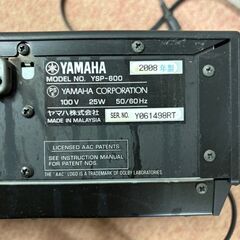 YAMAHA
2008年製
MODEL NO. YSP-600
YAMAHA CORPORATION
100V 25W 50/60Hz
ヤマハ株式会社
MADE IN MALAYSIA
SER.NO. Y061498RT
LICENSED AAC PATENTS
SEE INSTRUCTION MANUAL
FOR PATENT NOS.
THE "AAC" LOGO IS A TRADEMARK OF DOLBY LABORATORIES.